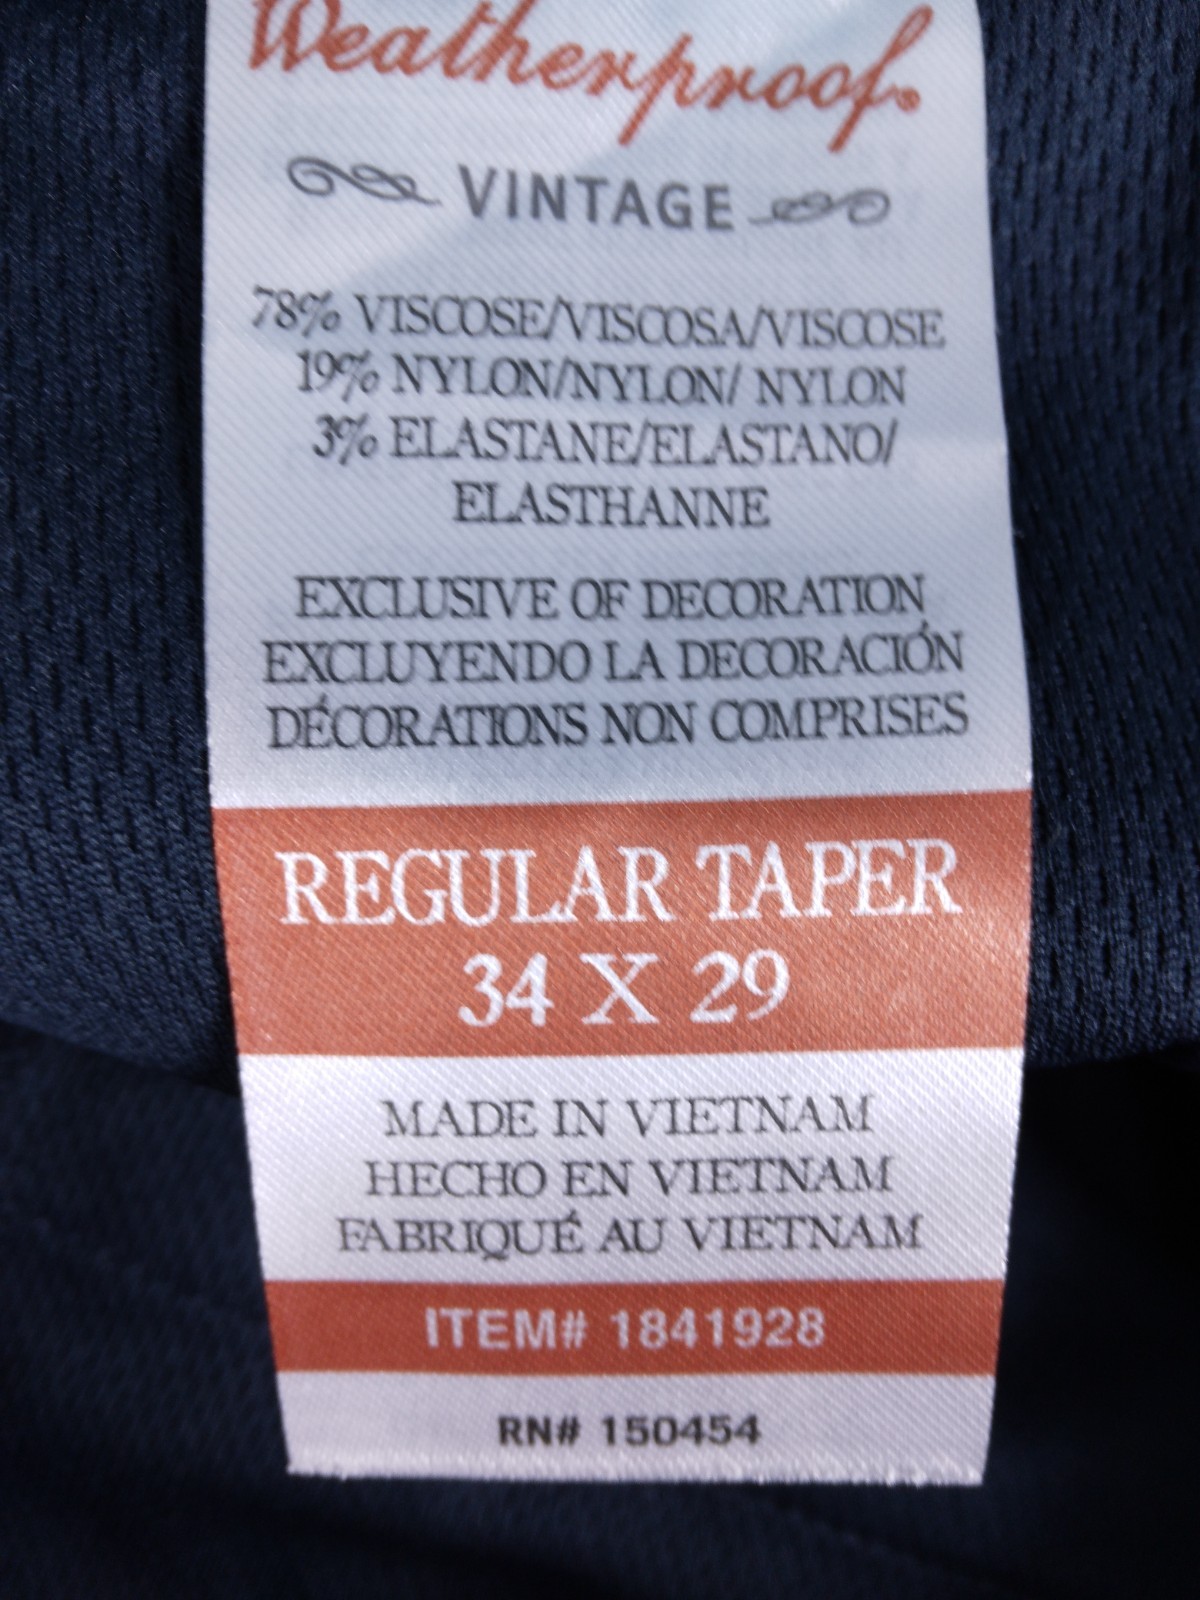 Weatherproof®
VINTAGE
78% VISCOSE/VISCOSA/VISCOSE
19% NYLON/NYLON/ NYLON
3% ELASTANE/ELASTANO/
ELASTHANNE
EXCLUSIVE OF DECORATION
EXCLUYENDO LA DECORACIÓN
DÉCORATIONS NON COMPRISES
REGULAR TAPER
34 X 29
MADE IN VIETNAM
HECHO EN VIETNAM
FABRIQUÉ AU VIETNAM
ITEM# 1841928
RN# 150454